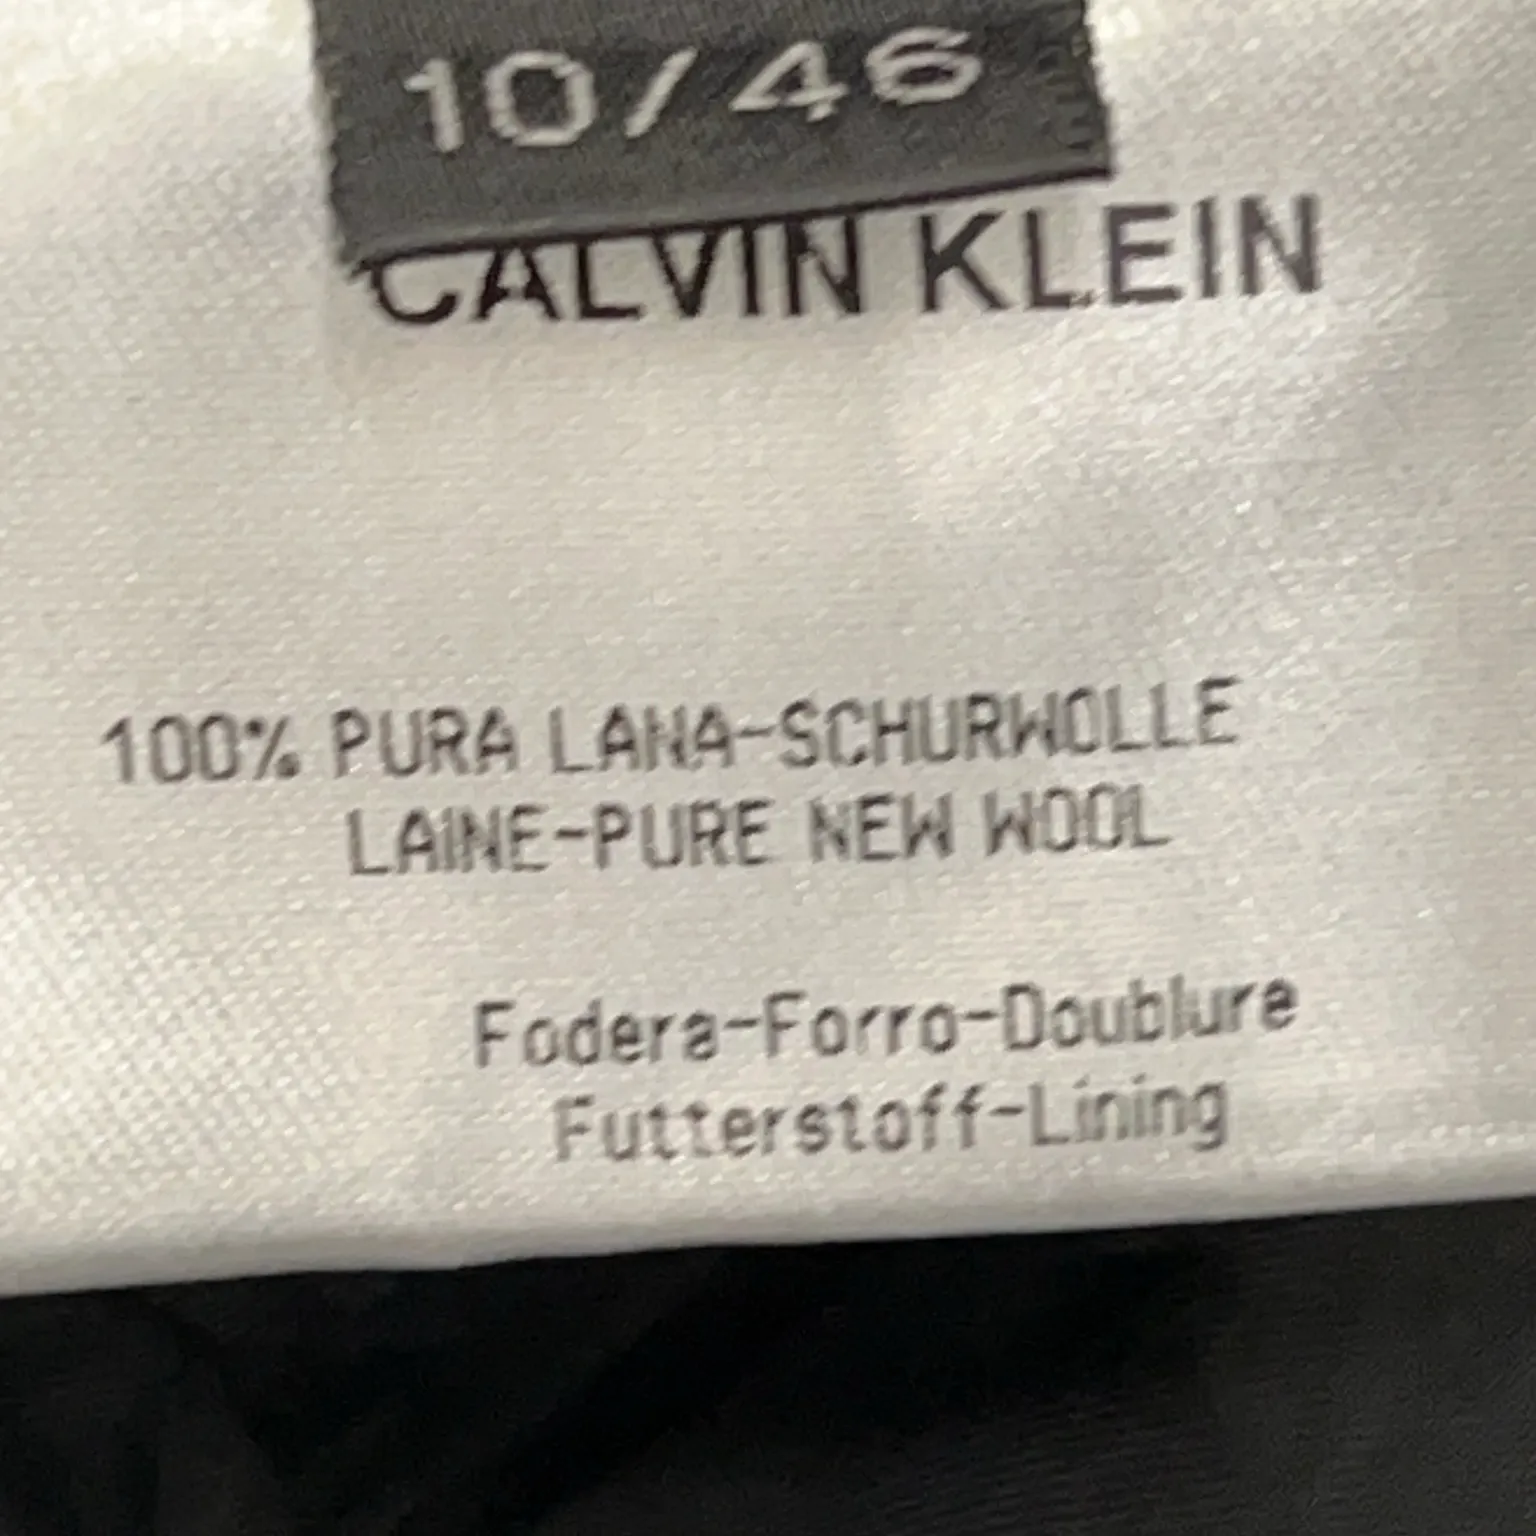 10/46
CALVIN KLEIN
100% PURA LANA-SCHURWOLLE
LAINE-PURE NEW WOOL
Fodera-Forro-Doublure
Futterstoff-Lining